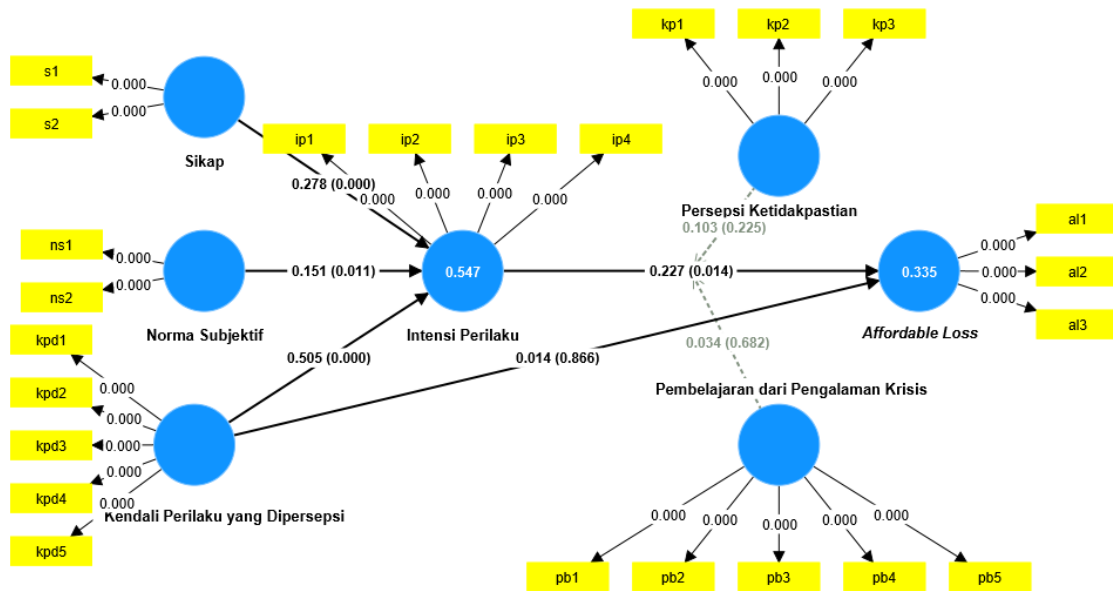 kp1
kp2
kp3
0.000
0.000
0.000
Persepsi Ketidakpastian
0.103 (0.225)
s1
s2
0.000
0.000
Sikap
0.278 (0.000)
ip1
ip2
ip3
ip4
0.000
0.000
0.000
0.000
ns1
ns2
0.000
0.000
Norma Subjektif
0.151 (0.011)
0.547
Intensi Perilaku
0.227 (0.014)
0.335
Affordable Loss
0.000
0.000
0.000
al1
al2
al3
kpd1
kpd2
kpd3
kpd4
kpd5
0.000
0.000
0.000
0.000
0.000
Kendali Perilaku yang Dipersepsi
0.505 (0.000)
0.014 (0.866)
0.034 (0.682)
Pembelajaran dari Pengalaman Krisis
0.000
0.000
0.000
0.000
0.000
pb1
pb2
pb3
pb4
pb5